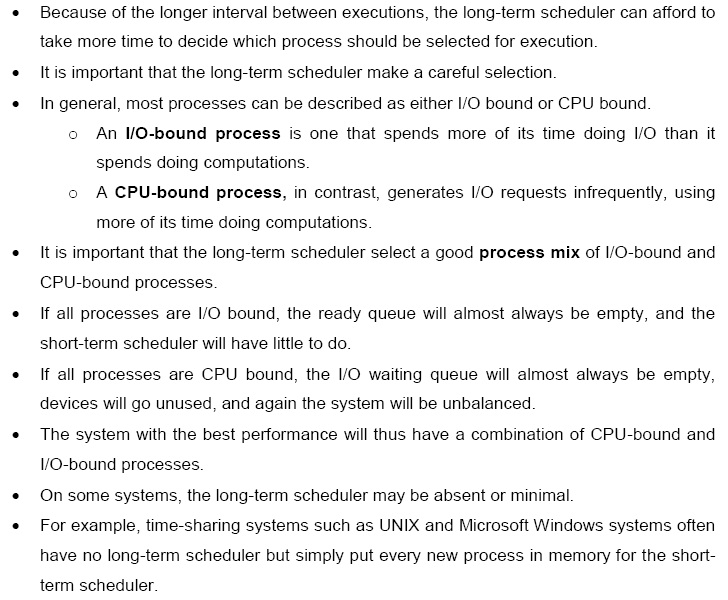 • Because of the longer interval between executions, the long-term scheduler can afford to
take more time to decide which process should be selected for execution.
• It is important that the long-term scheduler make a careful selection.
• In general, most processes can be described as either I/O bound or CPU bound.
o An I/O-bound process is one that spends more of its time doing I/O than it
spends doing computations.
o A CPU-bound process, in contrast, generates I/O requests infrequently, using
more of its time doing computations.
• It is important that the long-term scheduler select a good process mix of I/O-bound and
CPU-bound processes.
• If all processes are I/O bound, the ready queue will almost always be empty, and the
short-term scheduler will have little to do.
• If all processes are CPU bound, the I/O waiting queue will almost always be empty,
devices will go unused, and again the system will be unbalanced.
• The system with the best performance will thus have a combination of CPU-bound and
I/O-bound processes.
• On some systems, the long-term scheduler may be absent or minimal.
• For example, time-sharing systems such as UNIX and Microsoft Windows systems often
have no long-term scheduler but simply put every new process in memory for the short-
term scheduler.